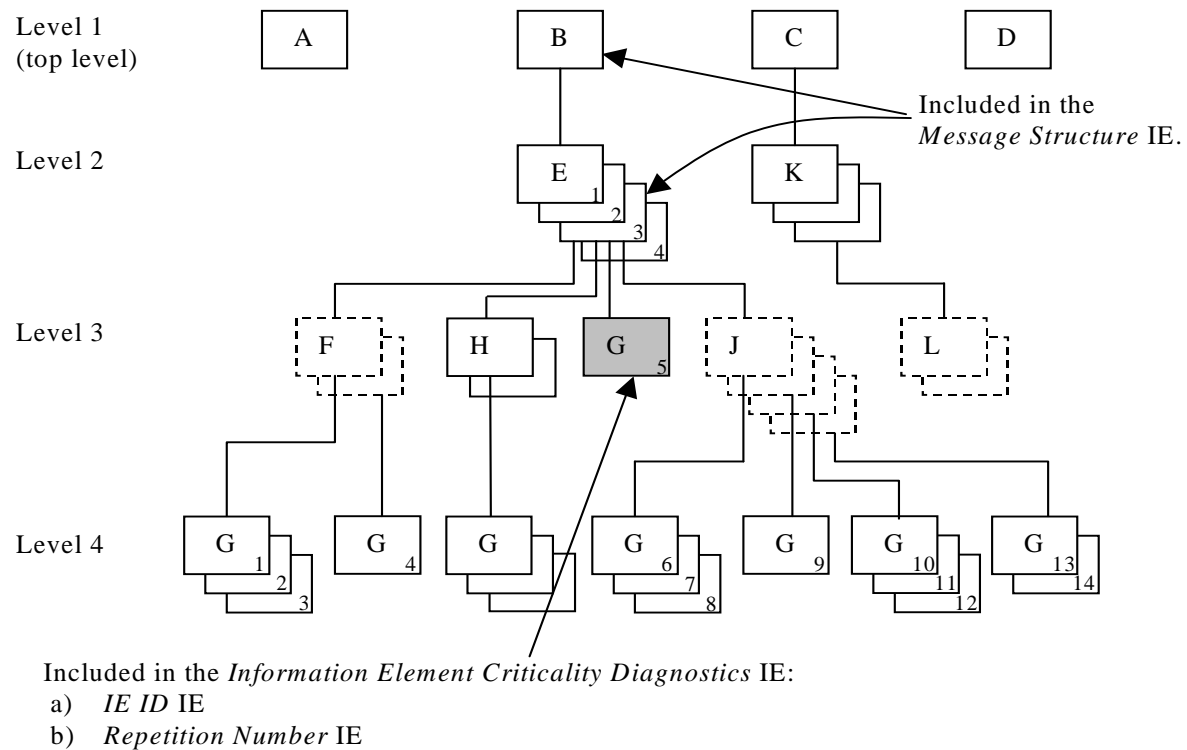 Level 1
(top level)
A
B
C
D
Included in the
Message Structure IE.
Level 2
E
1
2
3
4
K
Level 3
F
H
G
5
J
L
Level 4
G
1
2
3
G
4
G
G
6
7
8
G
9
G
10
11
12
G
13
14
Included in the Information Element Criticality Diagnostics IE:
a) IE ID IE
b) Repetition Number IE